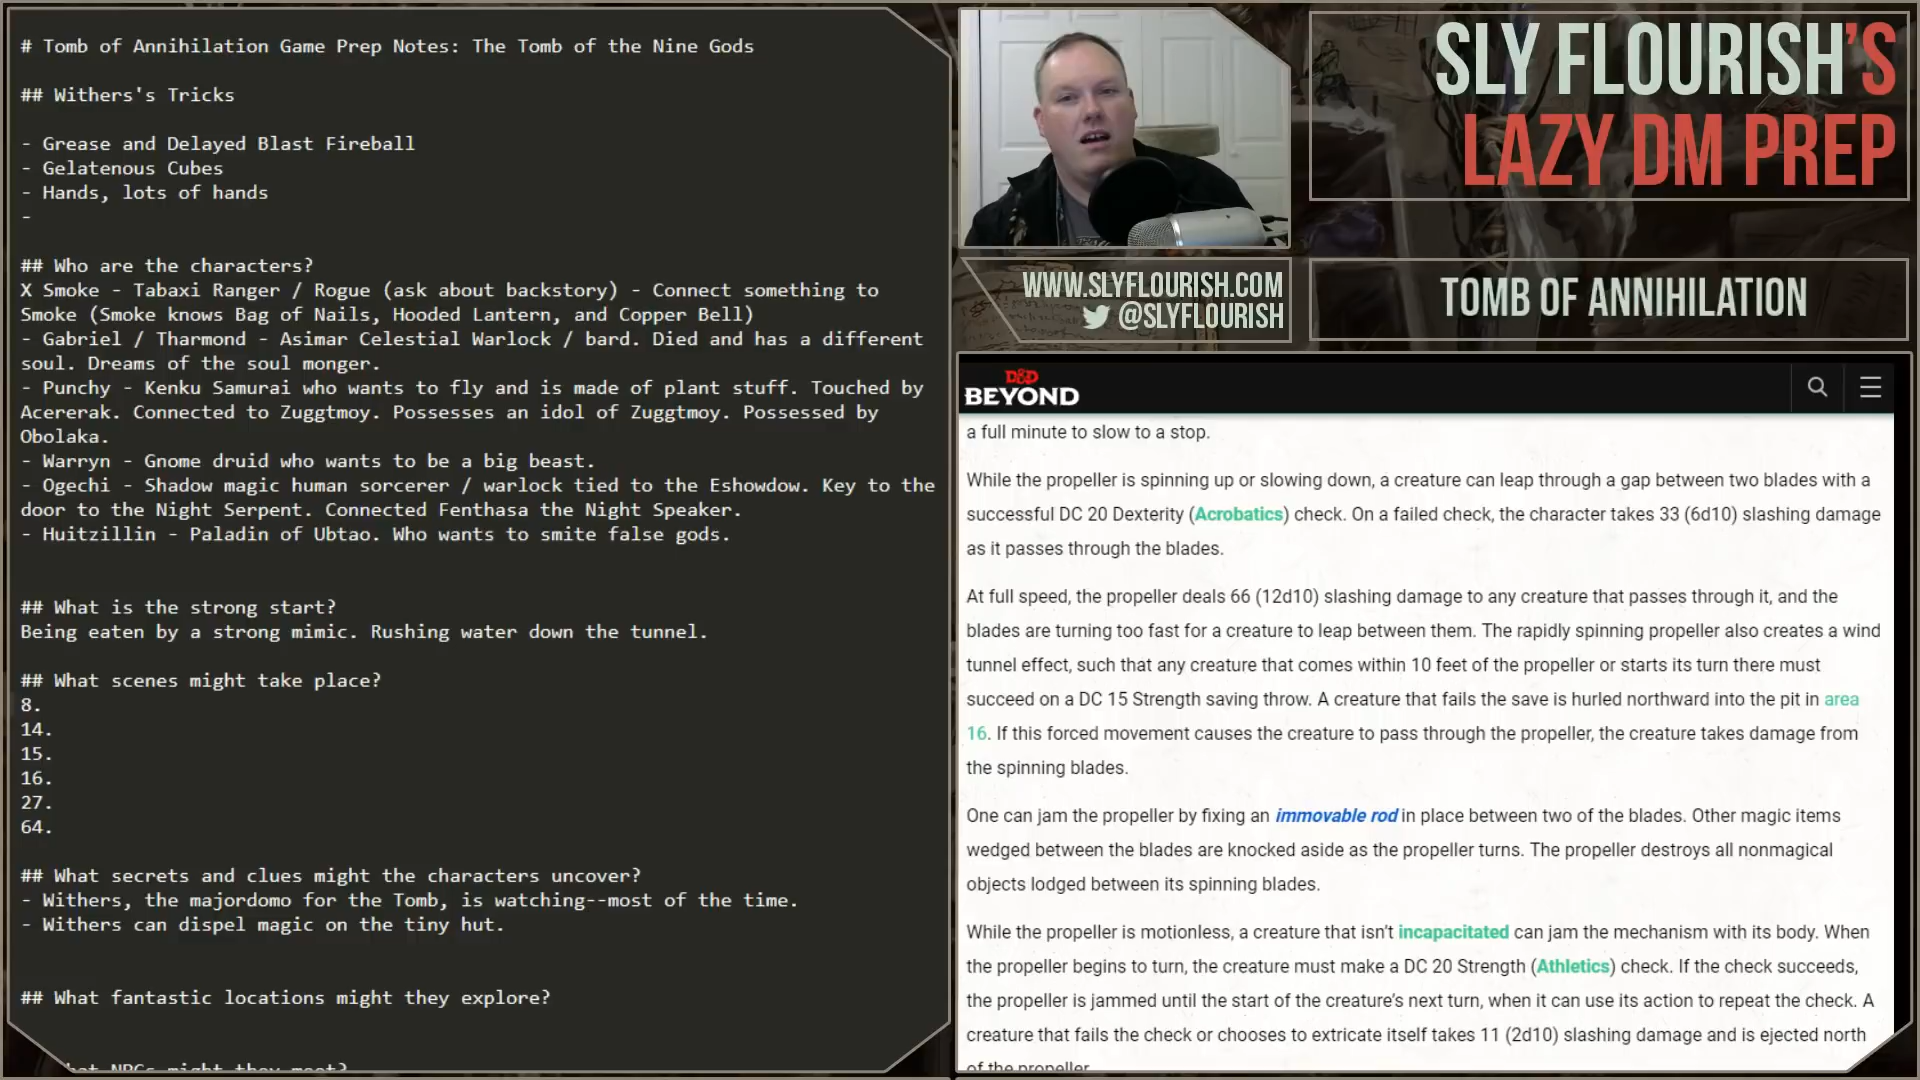 # Tomb of Annihilation Game Prep Notes: The Tomb of the Nine Gods
## Withers's Tricks
- Grease and Delayed Blast Fireball
- Gelatenous Cubes
- Hands, lots of hands
-
## Who are the characters?
X Smoke - Tabaxi Ranger / Rogue (ask about backstory) - Connect something to
Smoke (Smoke knows Bag of Nails, Hooded Lantern, and Copper Bell)
- Gabriel / Tharmond - Asimar Celestial Warlock / bard. Died and has a different
soul. Dreams of the soul monger.
- Punchy - Kenku Samurai who wants to fly and is made of plant stuff. Touched by
Acererak. Connected to Zuggtmoy. Possesses an idol of Zuggtmoy. Possessed by
Obolaka.
- Warryn - Gnome druid who wants to be a big beast.
- Ogechi - Shadow magic human sorcerer / warlock tied to the Eshowdow. Key to the
door to the Night Serpent. Connected Fenthasa the Night Speaker.
- Huitzillin - Paladin of Ubtao. Who wants to smite false gods.
## What is the strong start?
Being eaten by a strong mimic. Rushing water down the tunnel.
## What scenes might take place?
8.
14.
15.
16.
27.
64.
## What secrets and clues might the characters uncover?
- Withers, the majordomo for the Tomb, is watching--most of the time.
- Withers can dispel magic on the tiny hut.
## What fantastic locations might they explore?
NPCs might they meet?
SLY FLOURISH'S
LAZY DM PREP
WWW.SLYFLOURISH.COM
@SLYFLOURISH
TOMB OF ANNIHILATION
D&D
BEYOND
a full minute to slow to a stop.
While the propeller is spinning up or slowing down, a creature can leap through a gap between two blades with a
successful DC 20 Dexterity (Acrobatics) check. On a failed check, the character takes 33 (6d10) slashing damage
as it passes through the blades.
At full speed, the propeller deals 66 (12d10) slashing damage to any creature that passes through it, and the
blades are turning too fast for a creature to leap between them. The rapidly spinning propeller also creates a wind
tunnel effect, such that any creature that comes within 10 feet of the propeller or starts its turn there must
succeed on a DC 15 Strength saving throw. A creature that fails the save is hurled northward into the pit in area
16. If this forced movement causes the creature to pass through the propeller, the creature takes damage from
the spinning blades.
One can jam the propeller by fixing an immovable rod in place between two of the blades. Other magic items
wedged between the blades are knocked aside as the propeller turns. The propeller destroys all nonmagical
objects lodged between its spinning blades.
While the propeller is motionless, a creature that isn't incapacitated can jam the mechanism with its body. When
the propeller begins to turn, the creature must make a DC 20 Strength (Athletics) check. If the check succeeds,
the propeller is jammed until the start of the creature's next turn, when it can use its action to repeat the check. A
creature that fails the check or chooses to extricate itself takes 11 (2d10) slashing damage and is ejected north
of the propeller